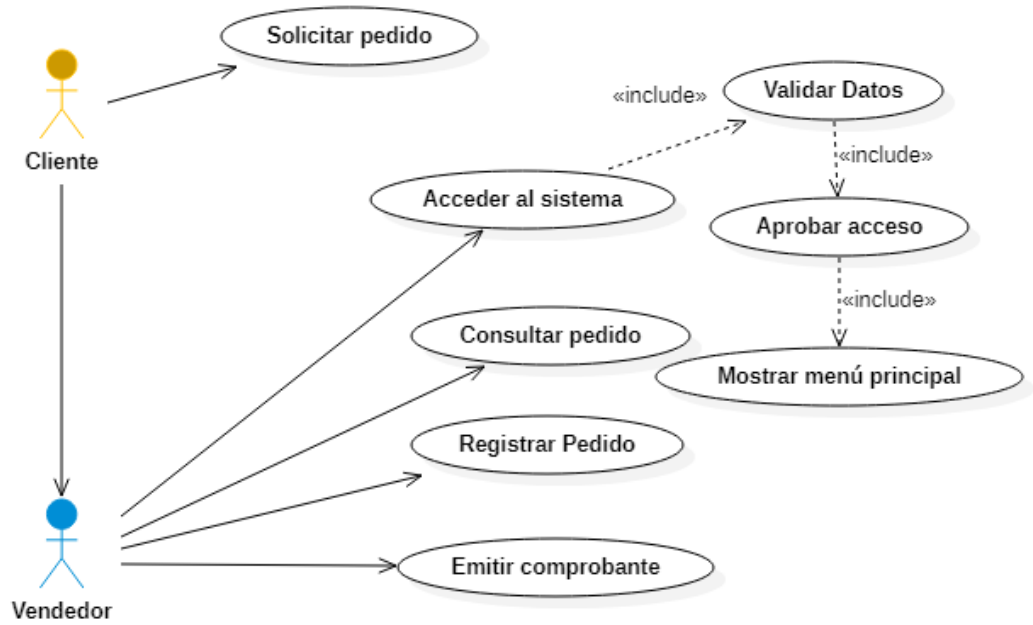 Solicitar pedido
Cliente
«include»
Validar Datos
«include»
Acceder al sistema
Aprobar acceso
«include»
Consultar pedido
Mostrar menú principal
Registrar Pedido
Emitir comprobante
Vendedor